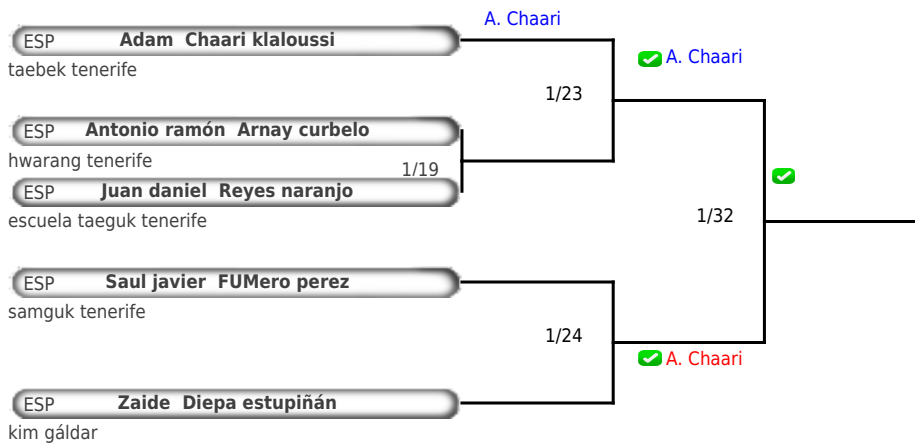 A. Chaari
ESP Adam Chaari klaloussi
taebek tenerife
A. Chaari
1/23
ESP Antonio ramón Arnay curbelo
hwarang tenerife
1/19
ESP Juan daniel Reyes naranjo
escuela taeguk tenerife
1/32
ESP Saul javier FUMero perez
samguk tenerife
1/24
A. Chaari
ESP Zaide Diepa estupiñán
kim gáldar